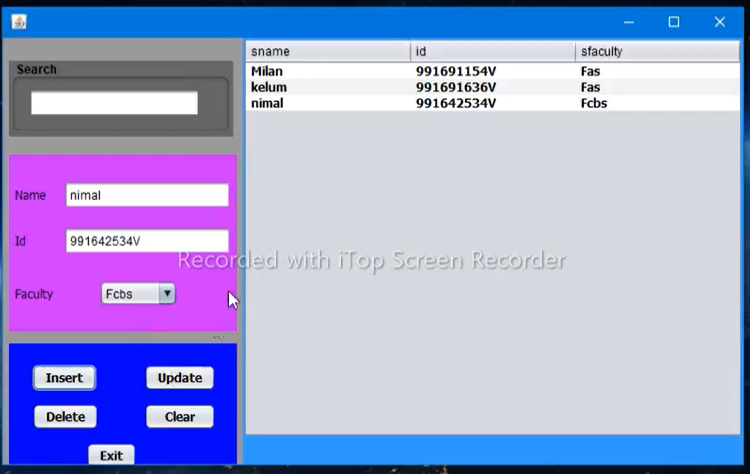 sname id sfaculty
Search
Milan 991691154V Fas
kelum 991691636V Fas
nimal 991642534V Fcbs
Name nimal
Id 991642534V
Recorded with iTop Screen Recorder
Faculty Fcbs
Insert Update
Delete Clear
Exit